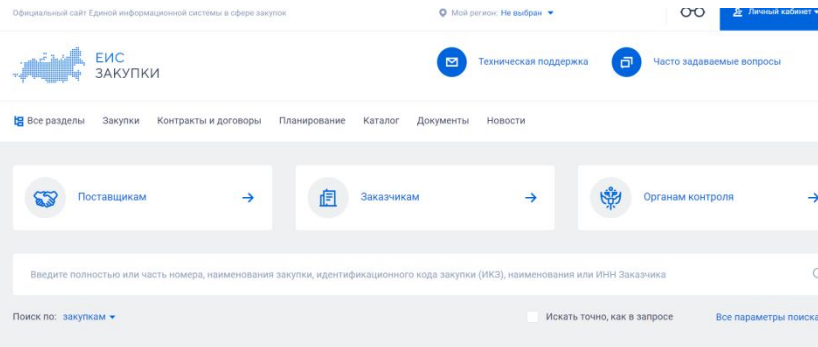 Официальный сайт Единой информационной системы в сфере закупок
Мой регион: Не выбран
Личный кабинет
ЕИС
ЗАКУПКИ
Техническая поддержка
Часто задаваемые вопросы
Все разделы Закупки Контракты и договоры Планирование Каталог Документы Новости
Поставщикам
Заказчикам
Органам контроля
Введите полностью или часть номера, наименования закупки, идентификационного кода закупки (ИКЗ), наименования или ИНН Заказчика
Поиск по: закупкам
Искать точно, как в запросе
Все параметры поиска